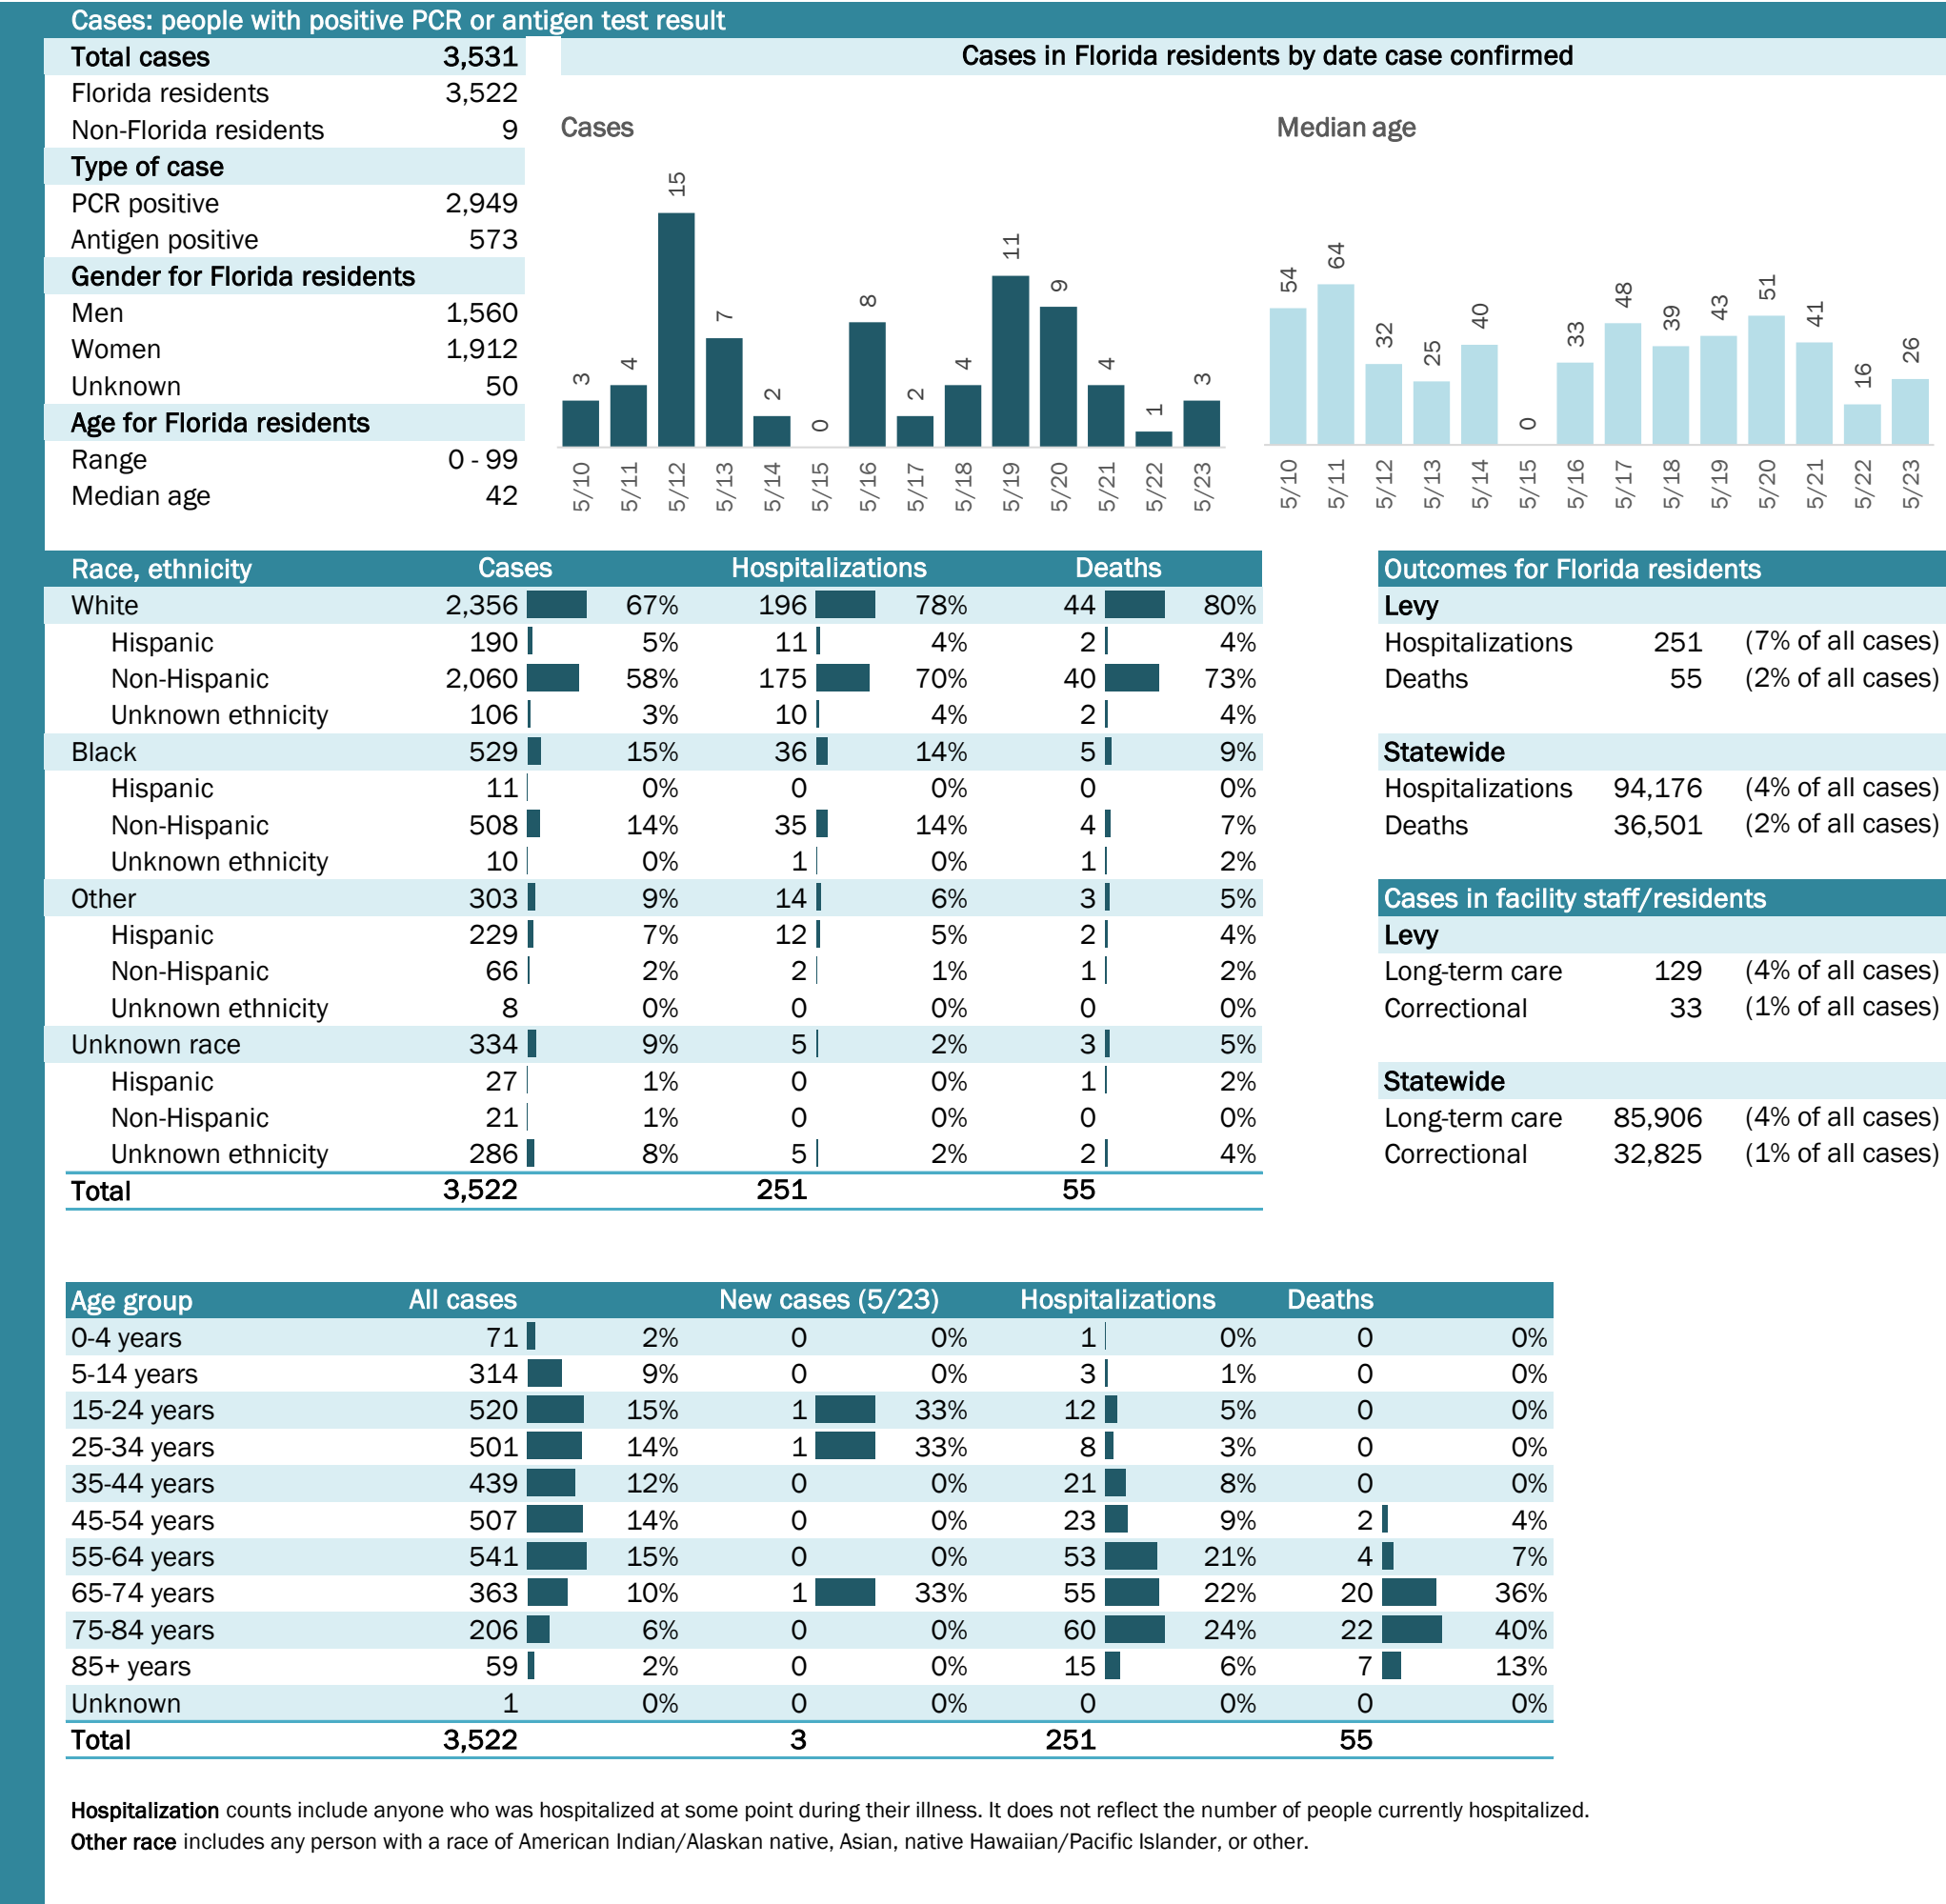 Cases: people with positive PCR or antigen test result
Total cases 3,531
Florida residents 3,522
Non-Florida residents 9
Type of case
PCR positive 2,949
Antigen positive 573
Gender for Florida residents
Men 1,560
Women 1,912
Unknown 50
Age for Florida residents
Range 0 - 99
Median age 42
Cases in Florida residents by date case confirmed
Cases
3 4 15 7 2 0 8 2 4 11 9 4 1 3
5/10 5/11 5/12 5/13 5/14 5/15 5/16 5/17 5/18 5/19 5/20 5/21 5/22 5/23
Median age
54 64 32 25 40 0 33 48 39 43 51 41 16 26
5/10 5/11 5/12 5/13 5/14 5/15 5/16 5/17 5/18 5/19 5/20 5/21 5/22 5/23
Race, ethnicity Cases Hospitalizations Deaths
White 2,356 67% 196 78% 44 80%
Hispanic 190 5% 11 4% 2 4%
Non-Hispanic 2,060 58% 175 70% 40 73%
Unknown ethnicity 106 3% 10 4% 2 4%
Black 529 15% 36 14% 5 9%
Hispanic 11 0% 0 0% 0 0%
Non-Hispanic 508 14% 35 14% 4 7%
Unknown ethnicity 10 0% 1 0% 1 2%
Other 303 9% 14 6% 3 5%
Hispanic 229 7% 12 5% 2 4%
Non-Hispanic 66 2% 2 1% 1 2%
Unknown ethnicity 8 0% 0 0% 0 0%
Unknown race 334 9% 5 2% 3 5%
Hispanic 27 1% 0 0% 1 2%
Non-Hispanic 21 1% 0 0% 0 0%
Unknown ethnicity 286 8% 5 2% 2 4%
Total 3,522 251 55
Outcomes for Florida residents
Levy
Hospitalizations 251 (7% of all cases)
Deaths 55 (2% of all cases)
Statewide
Hospitalizations 94,176 (4% of all cases)
Deaths 36,501 (2% of all cases)
Cases in facility staff/residents
Levy
Long-term care 129 (4% of all cases)
Correctional 33 (1% of all cases)
Statewide
Long-term care 85,906 (4% of all cases)
Correctional 32,825 (1% of all cases)
Age group All cases New cases (5/23) Hospitalizations Deaths
0-4 years 71 2% 0 0% 1 0% 0 0%
5-14 years 314 9% 0 0% 3 1% 0 0%
15-24 years 520 15% 1 33% 12 5% 0 0%
25-34 years 501 14% 1 33% 8 3% 0 0%
35-44 years 439 12% 0 0% 21 8% 0 0%
45-54 years 507 14% 0 0% 23 9% 2 4%
55-64 years 541 15% 0 0% 53 21% 4 7%
65-74 years 363 10% 1 33% 55 22% 20 36%
75-84 years 206 6% 0 0% 60 24% 22 40%
85+ years 59 2% 0 0% 15 6% 7 13%
Unknown 1 0% 0 0% 0 0% 0 0%
Total 3,522 3 251 55
Hospitalization counts include anyone who was hospitalized at some point during their illness. It does not reflect the number of people currently hospitalized.
Other race includes any person with a race of American Indian/Alaskan native, Asian, native Hawaiian/Pacific Islander, or other.